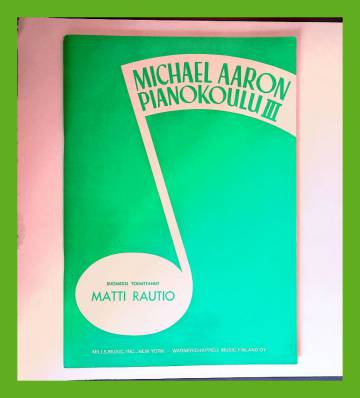 MICHAEL AARON
PIANOKOULU III
SUOMEKSI TOIMITTANUT
MATTI RAUTIO
MILLS MUSIC, INC., NEW YORK — WARNER/CHAPPELL MUSIC FINLAND OY